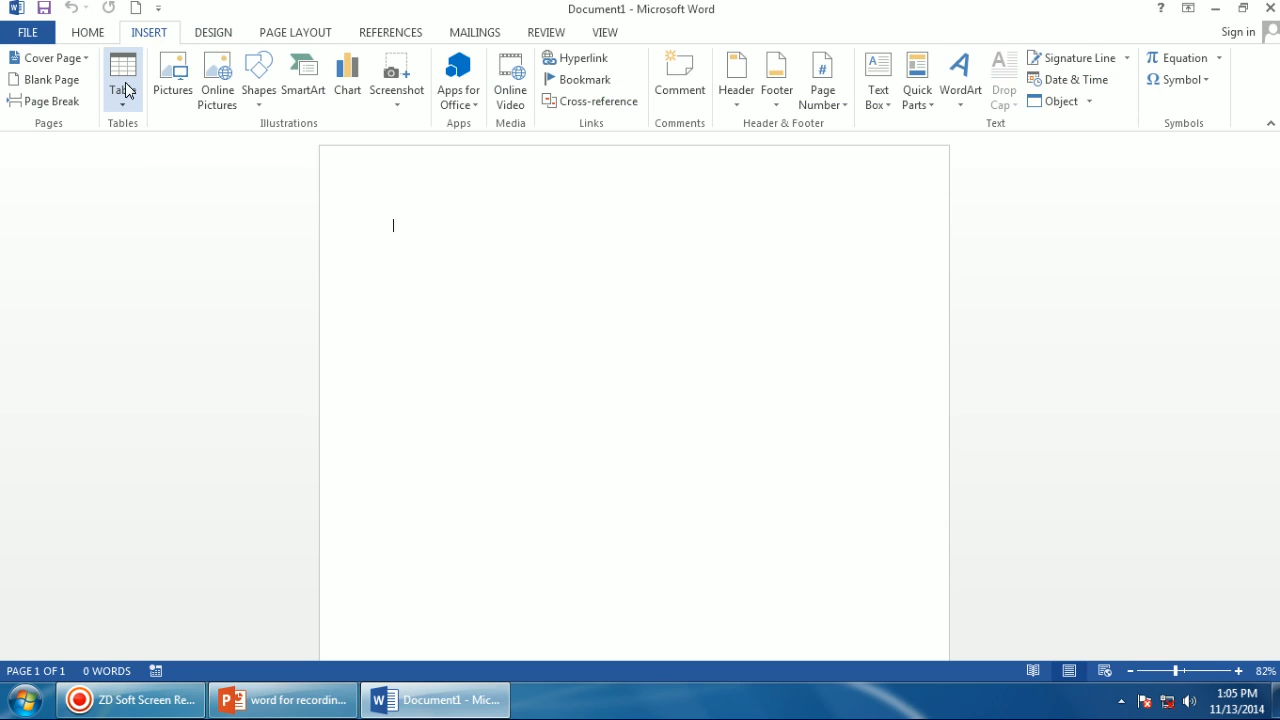 Document1 - Microsoft Word
FILE HOME INSERT DESIGN PAGE LAYOUT REFERENCES MAILINGS REVIEW VIEW Sign in
Cover Page
Blank Page
Page Break
Pages
Tables
Pictures
Online Pictures
Shapes
SmartArt
Chart
Screenshot
Illustrations
Apps for Office
Apps
Online Video
Media
Hyperlink
Bookmark
Cross-reference
Links
Comment
Comments
Header
Footer
Page Number
Header & Footer
Text Box
Quick Parts
WordArt
Drop Cap
Signature Line
Date & Time
Object
Text
Equation
Symbol
Symbols
PAGE 1 OF 1 0 WORDS 82%
ZD Soft Screen Re... word for recordin... Document1 - Mic...
1:05 PM
11/13/2014